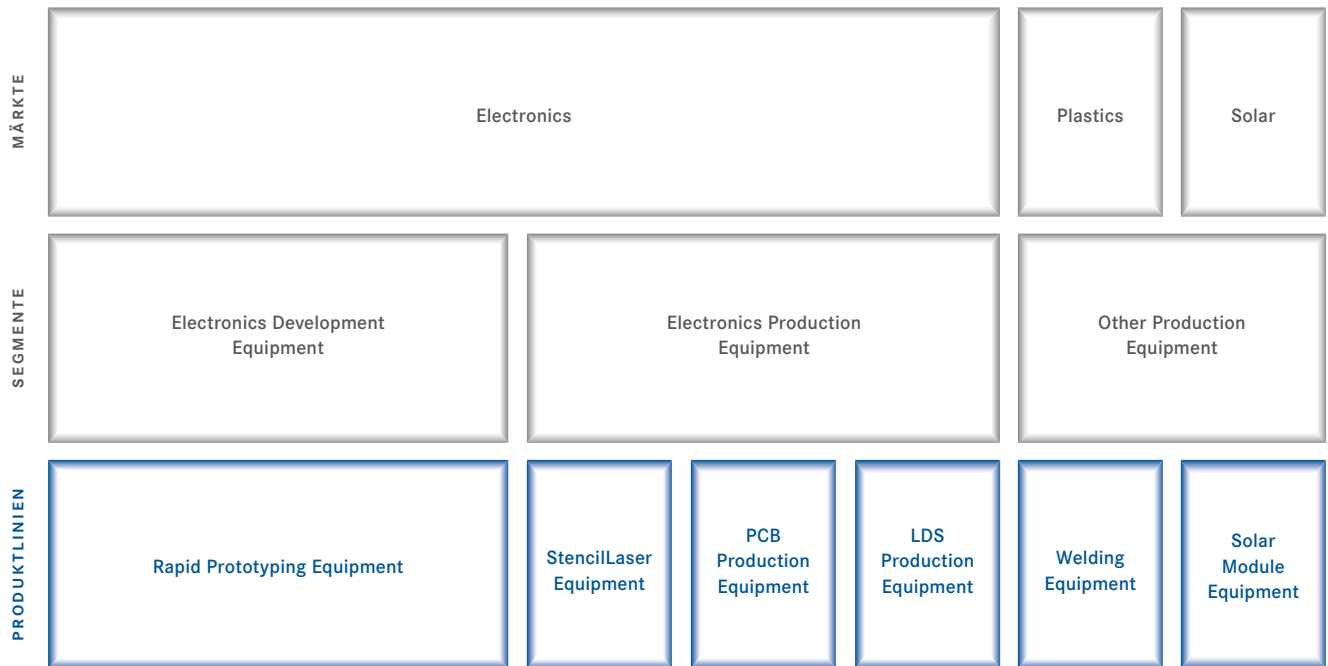 MÄRKTE
Electronics
Plastics
Solar
SEGMENTE
Electronics Development
Equipment
Electronics Production
Equipment
Other Production
Equipment
PRODUKTLINIEN
Rapid Prototyping Equipment
StencilLaser
Equipment
PCB
Production
Equipment
LDS
Production
Equipment
Welding
Equipment
Solar
Module
Equipment